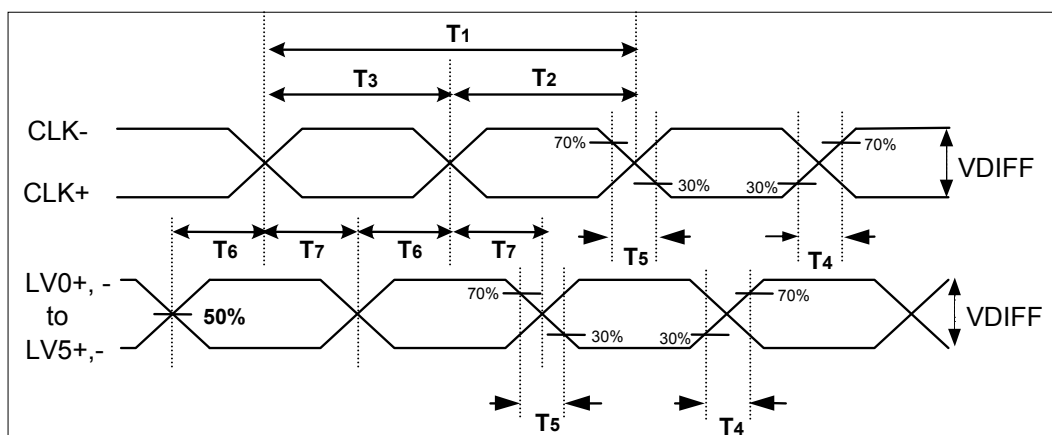 T1
T3 T2
CLK-
70% 70%
VDIFF
30% 30%
CLK+
T6 T7 T6 T7 T5 T4
LV0+, -
70% 70%
to 50% VDIFF
30% 30%
LV5+,-
T5 T4